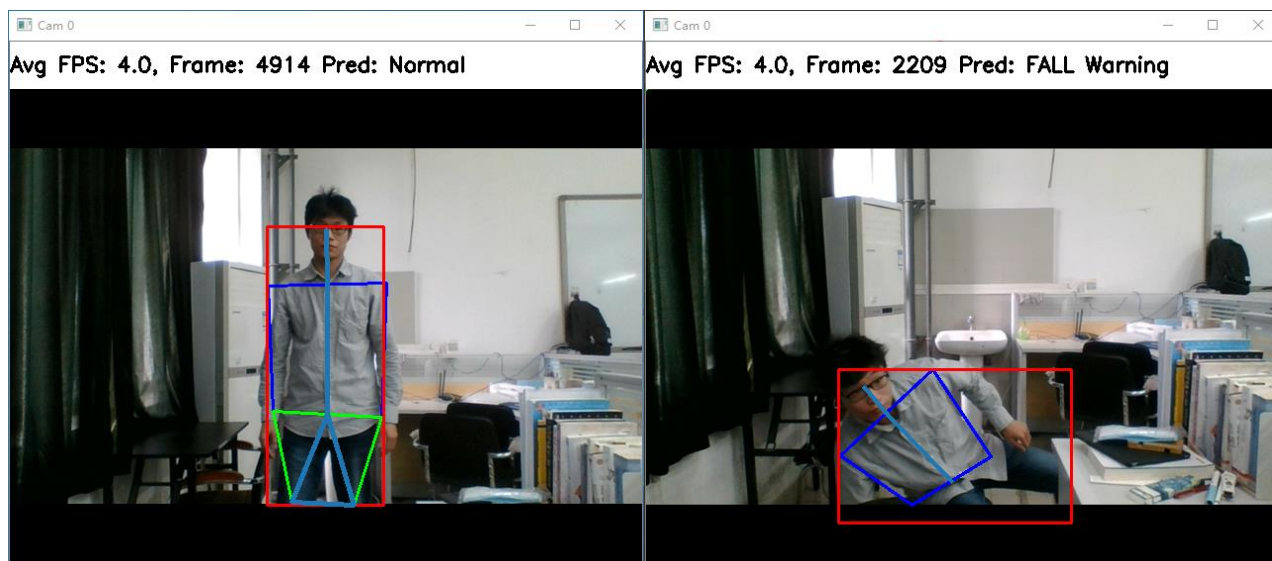 Cam 0
Avg FPS: 4.0, Frame: 4914 Pred: Normal
Cam 0
Avg FPS: 4.0, Frame: 2209 Pred: FALL Warning